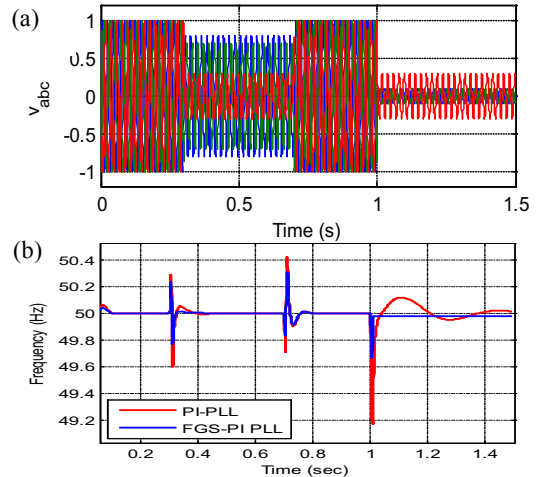 (a)
v_abc
1
0.5
0
-0.5
-1
0
0.5
1
1.5
Time (s)
(b)
Frequency (Hz)
50.4
50.2
50
49.8
49.6
49.4
49.2
PI-PLL
FGS-PI PLL
0.2
0.4
0.6
0.8
1
1.2
1.4
Time (sec)